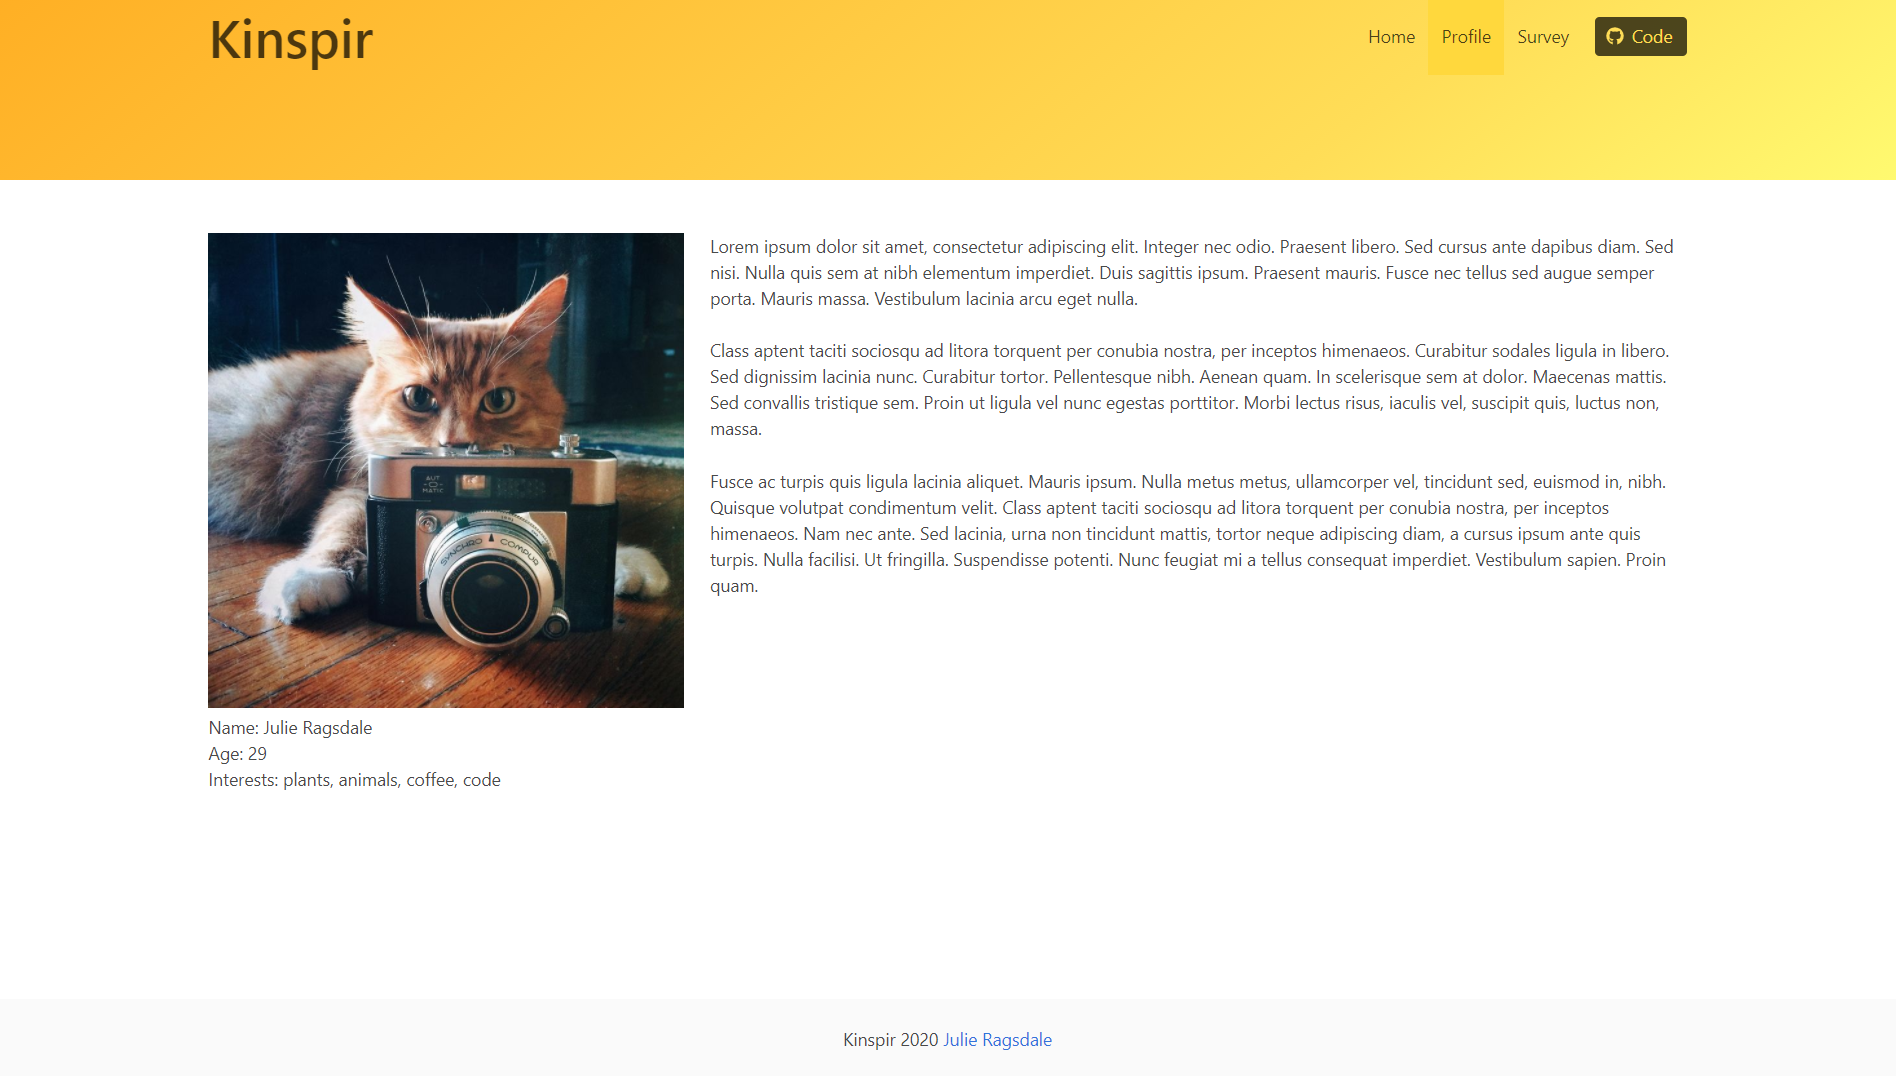 Kinspir
Home Profile Survey Code
Lorem ipsum dolor sit amet, consectetur adipiscing elit. Integer nec odio. Praesent libero. Sed cursus ante dapibus diam. Sed
nisi. Nulla quis sem at nibh elementum imperdiet. Duis sagittis ipsum. Praesent mauris. Fusce nec tellus sed augue semper
porta. Mauris massa. Vestibulum lacinia arcu eget nulla.
Class aptent taciti sociosqu ad litora torquent per conubia nostra, per inceptos himenaeos. Curabitur sodales ligula in libero.
Sed dignissim lacinia nunc. Curabitur tortor. Pellentesque nibh. Aenean quam. In scelerisque sem at dolor. Maecenas mattis.
Sed convallis tristique sem. Proin ut ligula vel nunc egestas porttitor. Morbi lectus risus, iaculis vel, suscipit quis, luctus non,
massa.
Fusce ac turpis quis ligula lacinia aliquet. Mauris ipsum. Nulla metus metus, ullamcorper vel, tincidunt sed, euismod in, nibh.
Quisque volutpat condimentum velit. Class aptent taciti sociosqu ad litora torquent per conubia nostra, per inceptos
himenaeos. Nam nec ante. Sed lacinia, urna non tincidunt mattis, tortor neque adipiscing diam, a cursus ipsum ante quis
turpis. Nulla facilisi. Ut fringilla. Suspendisse potenti. Nunc feugiat mi a tellus consequat imperdiet. Vestibulum sapien. Proin
quam.
AUT
-O-
MATIC
SYNCHRO COMPUR
Name: Julie Ragsdale
Age: 29
Interests: plants, animals, coffee, code
Kinspir 2020 Julie Ragsdale